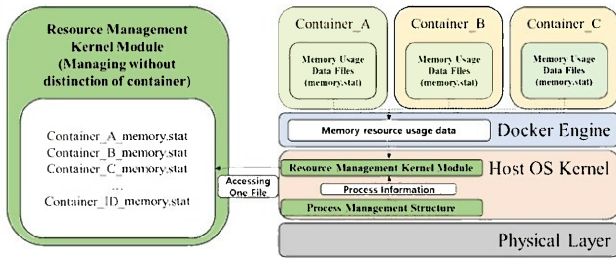 Resource Management
Kernel Module
(Managing without
distinction of container)
Container_A_memory.stat
Container_B_memory.stat
Container_C_memory.stat
...
Container_ID_memory.stat
Container_A
Memory Usage
Data Files
(memory.stat)
Container_B
Memory Usage
Data Files
(memory.stat)
Container_C
Memory Usage
Data Files
(memory.stat)
Memory resource usage data
Docker Engine
Resource Management Kernel Module
Host OS Kernel
Accessing
One File
Process Information
Process Management Structure
Physical Layer